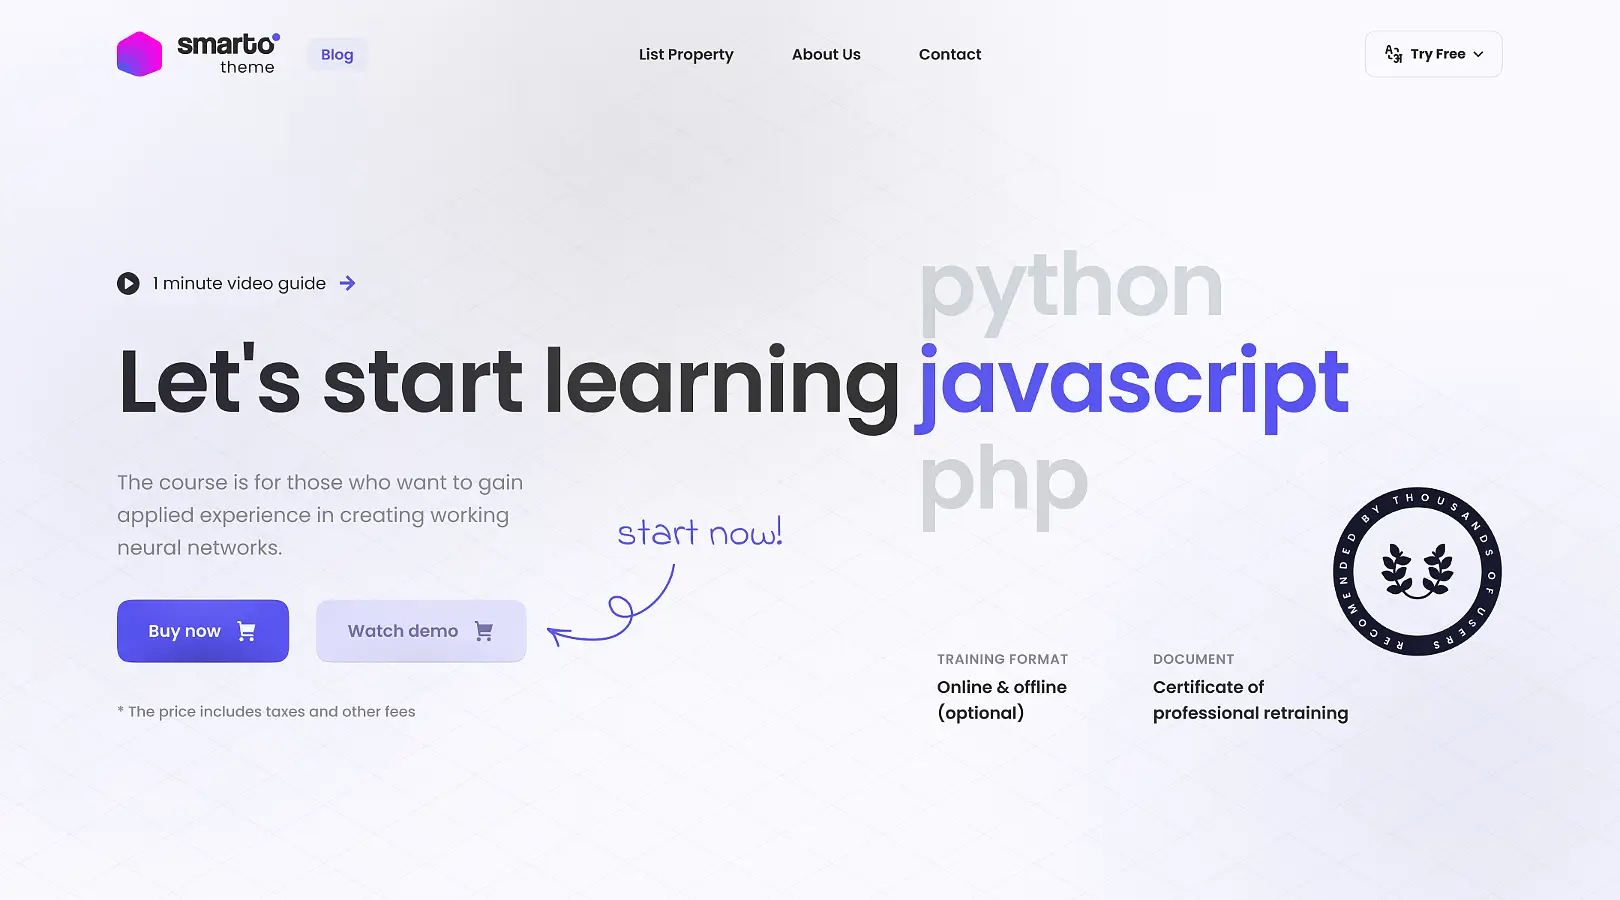 smarto
theme
Blog
List Property
About Us
Contact
Try Free
1 minute video guide
python
Let's start learning javascript
php
The course is for those who want to gain
applied experience in creating working
neural networks.
start now!
Buy now
Watch demo
* The price includes taxes and other fees
RECOMENDED BY THOUSANDS OF USERS
TRAINING FORMAT
Online & offline
(optional)
DOCUMENT
Certificate of
professional retraining